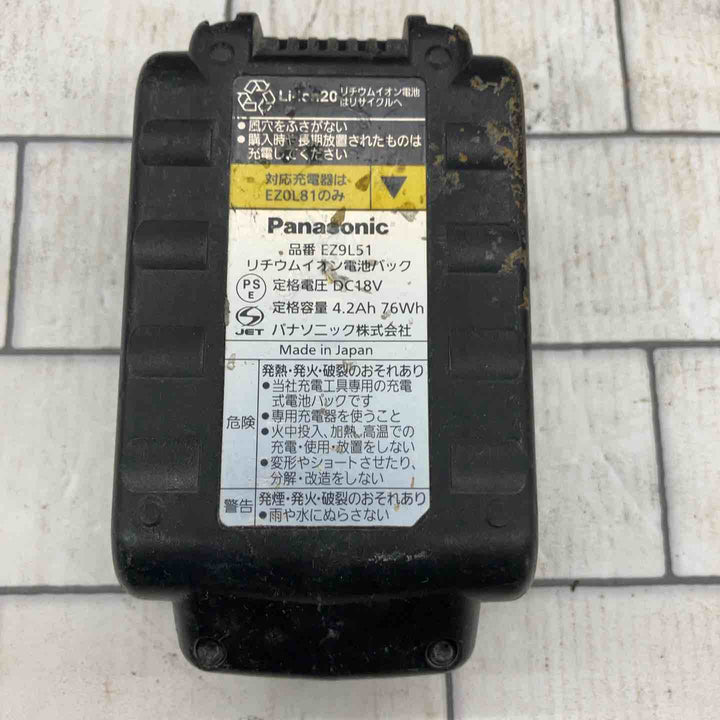 Li-ion20 リチウムイオン電池
はリサイクルへ
●風穴をふさがない
●購入時・長期放置されたものは
充電してください
対応充電器は
EZ0L81のみ
Panasonic
品番 EZ9L51
リチウムイオン電池パック
PS
E
定格電圧 DC18V
定格容量 4.2Ah 76Wh
JET パナソニック株式会社
Made in Japan
危険
発熱・発火・破裂のおそれあり
●当社充電工具専用の充電
式電池パックです
●専用充電器を使うこと
●火中投入、加熱、高温での
充電・使用・放置をしない
●変形やショートさせたり、
分解・改造をしない
警告
発煙・発火・破裂のおそれあり
●雨や水にぬらさない